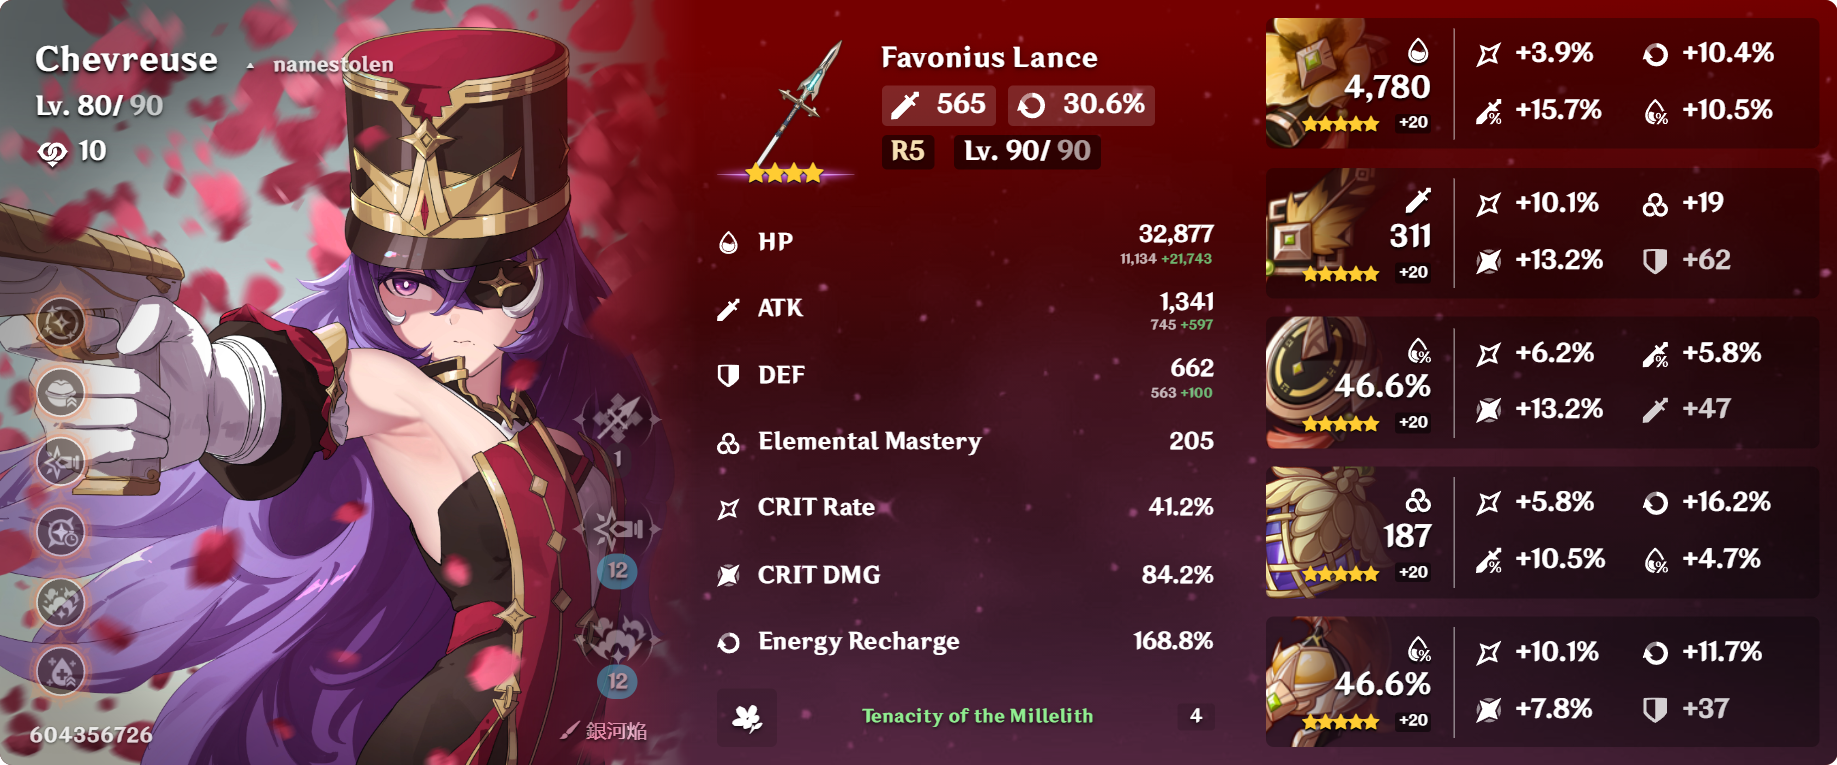 Chevreuse namestolen
Lv. 80/ 90
10
1
12
12
604356726
銀河焔
Favonius Lance
565 30.6%
R5 Lv. 90/ 90
HP 32,877
11,134 +21,743
ATK 1,341
745 +597
DEF 662
563 +100
Elemental Mastery 205
CRIT Rate 41.2%
CRIT DMG 84.2%
Energy Recharge 168.8%
Tenacity of the Millelith 4
4,780
+20
+3.9% +10.4%
+15.7% +10.5%
311
+20
+10.1% +19
+13.2% +62
46.6%
+20
+6.2% +5.8%
+13.2% +47
187
+20
+5.8% +16.2%
+10.5% +4.7%
46.6%
+20
+10.1% +11.7%
+7.8% +37